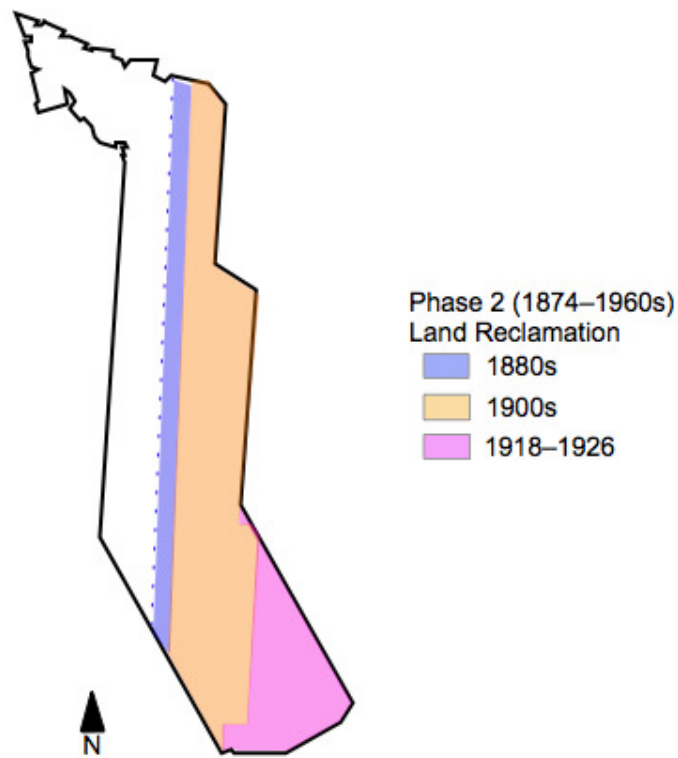 Phase 2 (1874–1960s)
Land Reclamation
1880s
1900s
1918–1926
N